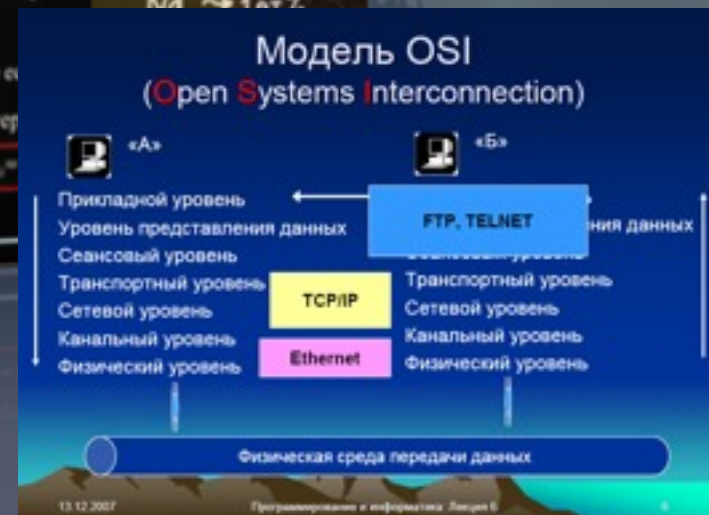 Модель OSI
(Open Systems Interconnection)
«А»
«Б»
Прикладной уровень
Уровень представления данных
Сеансовый уровень
Транспортный уровень
Сетевой уровень
Канальный уровень
Физический уровень
FTP, TELNET
ния данных
Транспортный уровень
Сетевой уровень
Канальный уровень
Физический уровень
TCP/IP
Ethernet
Физическая среда передачи данных
13.12.2007
Программирование и информатика Лекция 6
6